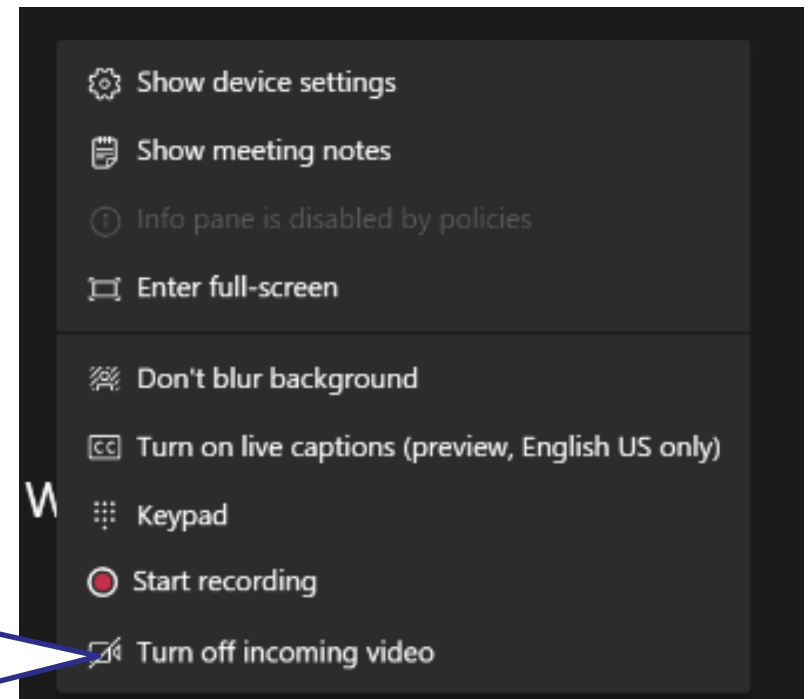 Show device settings
Show meeting notes
Info pane is disabled by policies
Enter full-screen
Don't blur background
CC Turn on live captions (preview, English US only)
W
Keypad
Start recording
Turn off incoming video